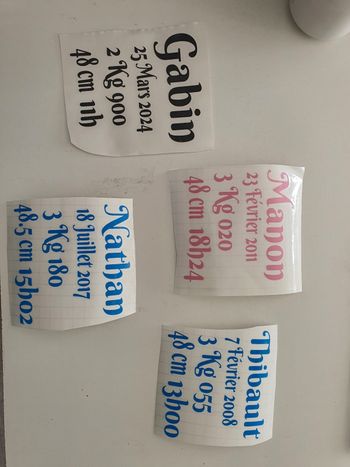 Gabin
25 Mars 2024
2 Kg 900
48 cm 11h
Manon
23 Février 2011
3 Kg 020
48 cm 18h24
Nathan
18 Juillet 2017
3 Kg 180
48.5 cm 15h02
Thibault
7 Février 2008
3 Kg 055
48 cm 13h00